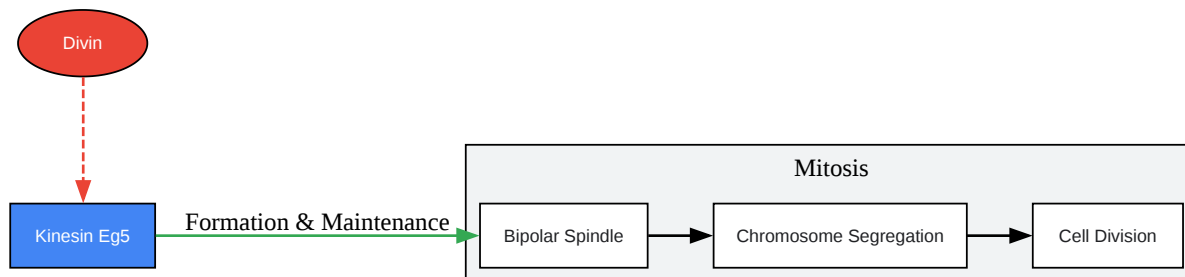 Divin
Mitosis
Kinesin Eg5
Formation & Maintenance
Bipolar Spindle
Chromosome Segregation
Cell Division